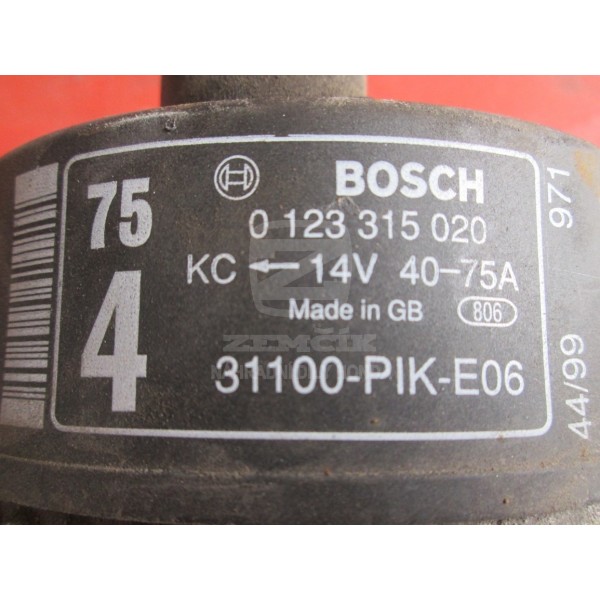 75
4
BOSCH
0 123 315 020
KC ← 14V 40-75A
Made in GB 806
31100-PIK-E06
971
44/99
ZEMČÍK